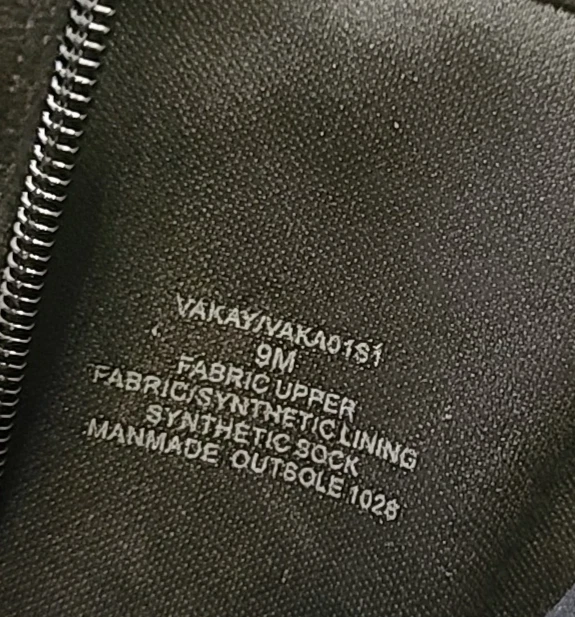 VAKAY/VAKA01S1
9M
FABRIC UPPER
FABRIC/SYNTHETIC LINING
SYNTHETIC SOCK
MANMADE OUTSOLE 1028